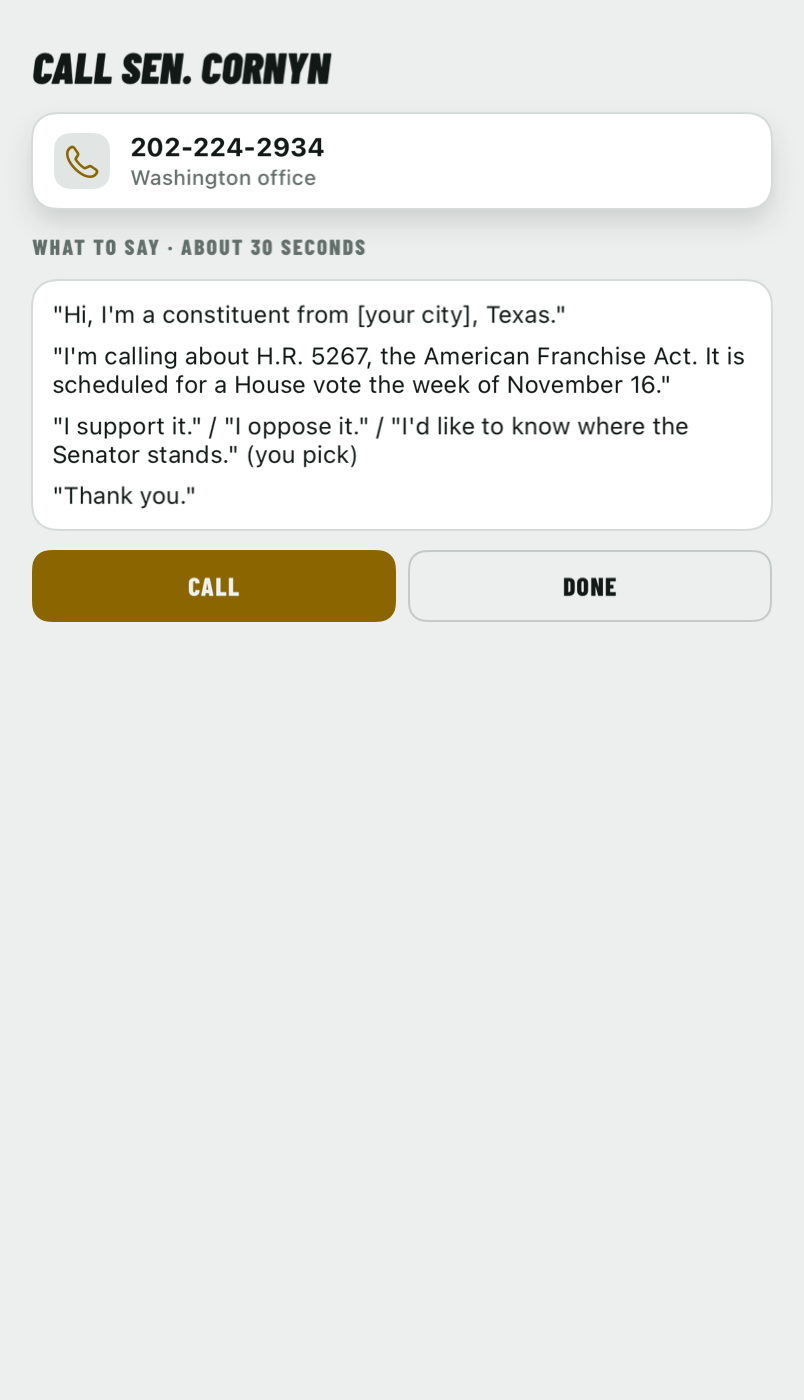 CALL SEN. CORNYN
202-224-2934
Washington office
WHAT TO SAY · ABOUT 30 SECONDS
"Hi, I'm a constituent from [your city], Texas."
"I'm calling about H.R. 5267, the American Franchise Act. It is
scheduled for a House vote the week of November 16."
"I support it." / "I oppose it." / "I'd like to know where the
Senator stands." (you pick)
"Thank you."
CALL
DONE